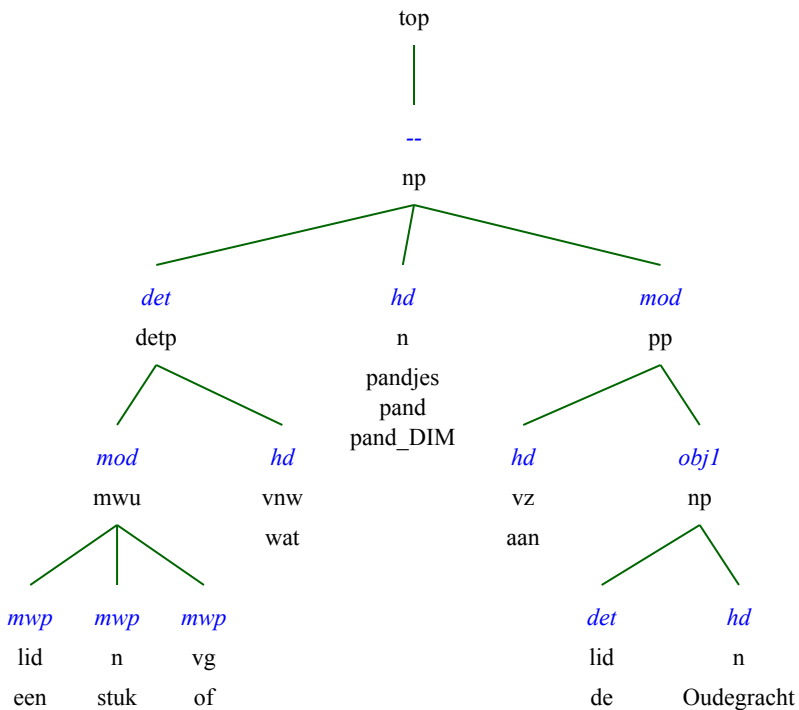 top
--
np
det hd mod
detp n pp
pandjes
pand
pand_DIM
mod hd hd obj1
mwu vnw vz np
wat aan
mwp mwp mwp det hd
lid n vg lid n
een stuk of de Oudegracht